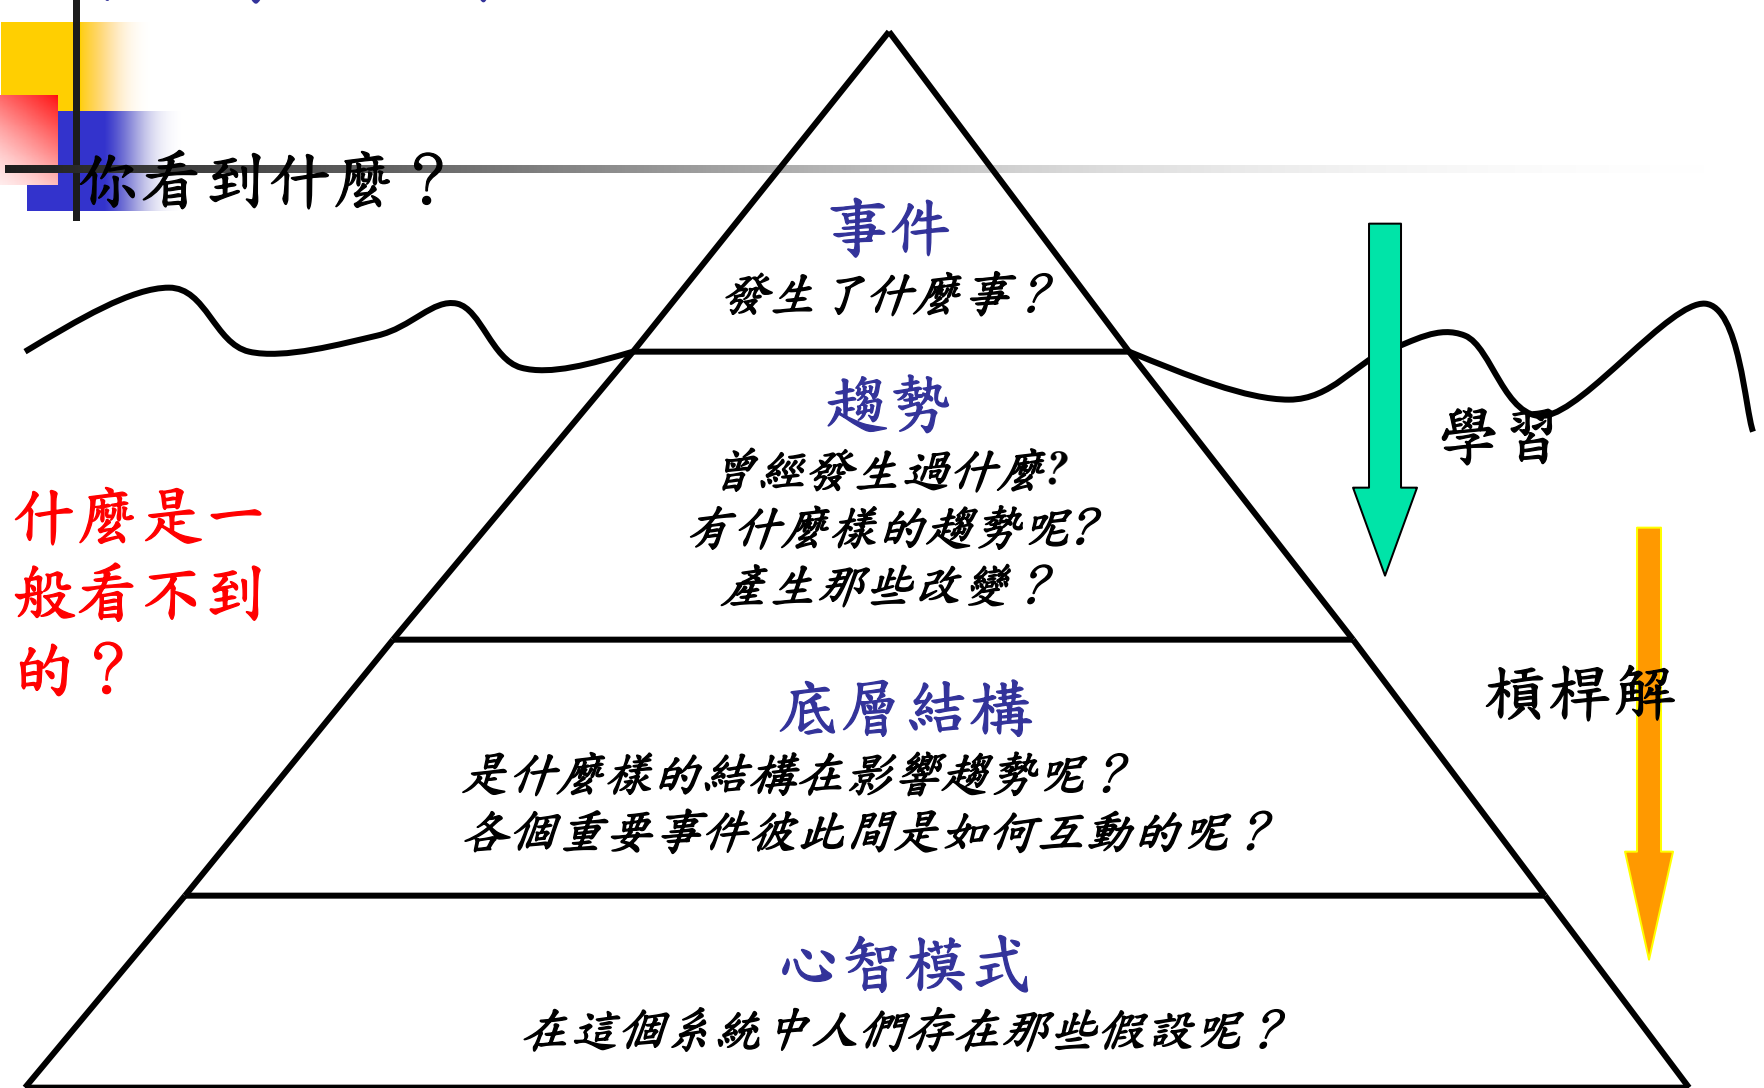 你看到什麼？
事件
發生了什麼事？
趨勢
曾經發生過什麼?
有什麼樣的趨勢呢?
產生那些改變？
學習
什麼是一
般看不到
的？
底層結構
是什麼樣的結構在影響趨勢呢？
各個重要事件彼此間是如何互動的呢？
槓桿解
心智模式
在這個系統中人們存在那些假設呢？